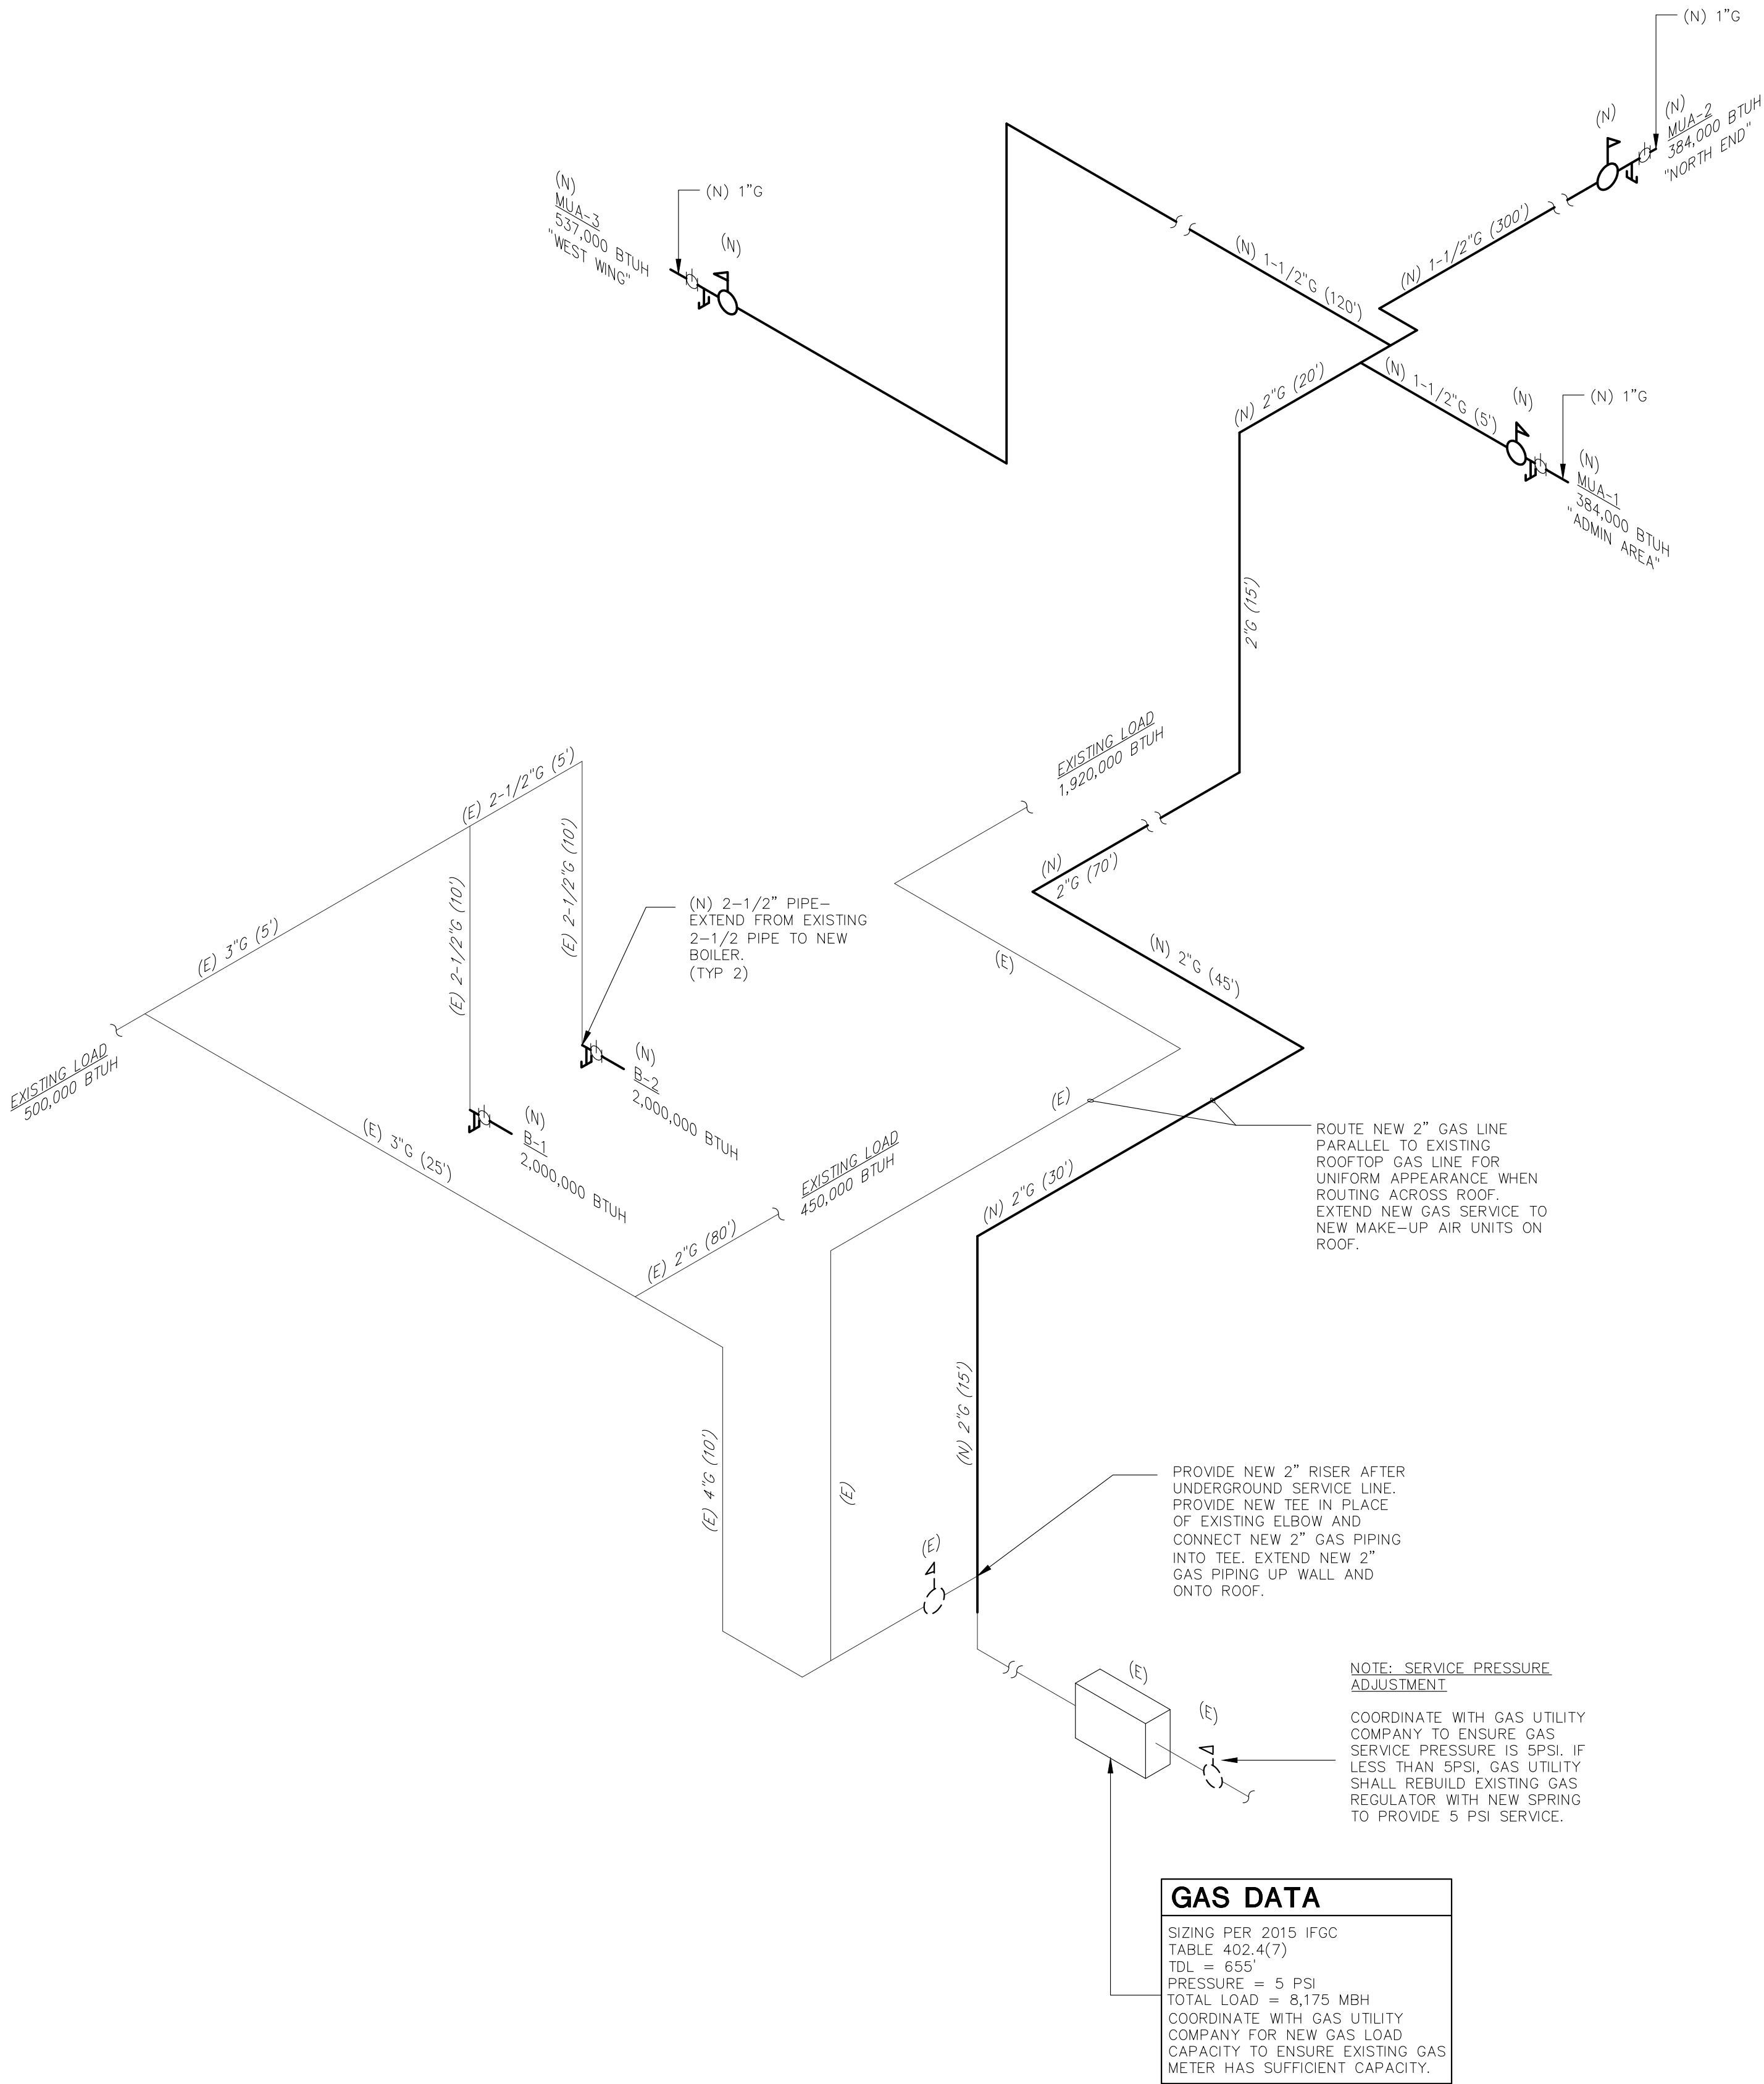 (N) 1"G
(N)
(N)
MUA-2
384,000 BTUH
"NORTH END"
(N)
MUA-3
537,000 BTUH
"WEST WING"
(N) 1"G
(N)
(N) 1-1/2"G (120')
(N) 1-1/2"G (300')
(N) 2"G (20')
(N) 1-1/2"G (5')
(N)
(N) 1"G
(N)
MUA-1
384,000 BTUH
"ADMIN AREA"
2"G (15')
EXISTING LOAD
1,920,000 BTUH
(N)
2"G (70')
(E) 2-1/2"G (5')
(E) 2-1/2"G (10')
(E) 2-1/2"G (10')
(E) 3"G (5')
(N) 2-1/2" PIPE-
EXTEND FROM EXISTING
2-1/2 PIPE TO NEW
BOILER.
(TYP 2)
(E)
(N) 2"G (45')
EXISTING LOAD
500,000 BTUH
(N)
B-2
2,000,000 BTUH
(N)
B-1
2,000,000 BTUH
(E) 3"G (25')
(E)
EXISTING LOAD
450,000 BTUH
(E) 2"G (80')
(N) 2"G (30')
ROUTE NEW 2" GAS LINE
PARALLEL TO EXISTING
ROOFTOP GAS LINE FOR
UNIFORM APPEARANCE WHEN
ROUTING ACROSS ROOF.
EXTEND NEW GAS SERVICE TO
NEW MAKE-UP AIR UNITS ON
ROOF.
(E) 4"G (10')
(E)
(N) 2"G (15')
(E)
PROVIDE NEW 2" RISER AFTER
UNDERGROUND SERVICE LINE.
PROVIDE NEW TEE IN PLACE
OF EXISTING ELBOW AND
CONNECT NEW 2" GAS PIPING
INTO TEE. EXTEND NEW 2"
GAS PIPING UP WALL AND
ONTO ROOF.
(E)
(E)
NOTE: SERVICE PRESSURE
ADJUSTMENT
COORDINATE WITH GAS UTILITY
COMPANY TO ENSURE GAS
SERVICE PRESSURE IS 5PSI. IF
LESS THAN 5PSI, GAS UTILITY
SHALL REBUILD EXISTING GAS
REGULATOR WITH NEW SPRING
TO PROVIDE 5 PSI SERVICE.
GAS DATA
SIZING PER 2015 IFGC
TABLE 402.4(7)
TDL = 655'
PRESSURE = 5 PSI
TOTAL LOAD = 8,175 MBH
COORDINATE WITH GAS UTILITY
COMPANY FOR NEW GAS LOAD
CAPACITY TO ENSURE EXISTING GAS
METER HAS SUFFICIENT CAPACITY.